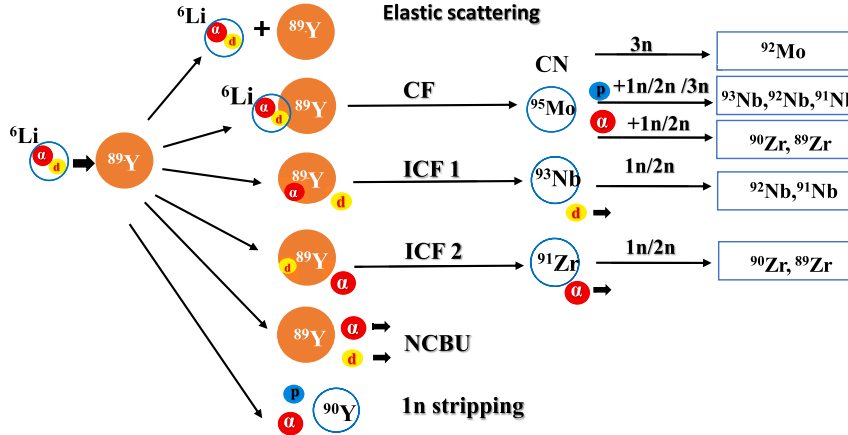 Elastic scattering
⁶Li
α
d
+
⁸⁹Y
⁶Li
α
d
⁸⁹Y
CF
CN
⁹⁵Mo
3n
⁹²Mo
p
+1n/2n /3n
⁹³Nb,⁹²Nb,⁹¹Nb
α
+1n/2n
⁹⁰Zr, ⁸⁹Zr
⁶Li
α
d
⁸⁹Y
⁸⁹Y
α
d
ICF 1
⁹³Nb
d
1n/2n
⁹²Nb,⁹¹Nb
⁸⁹Y
d
α
ICF 2
⁹¹Zr
α
1n/2n
⁹⁰Zr, ⁸⁹Zr
⁸⁹Y
α
d
NCBU
p
α
⁹⁰Y
1n stripping